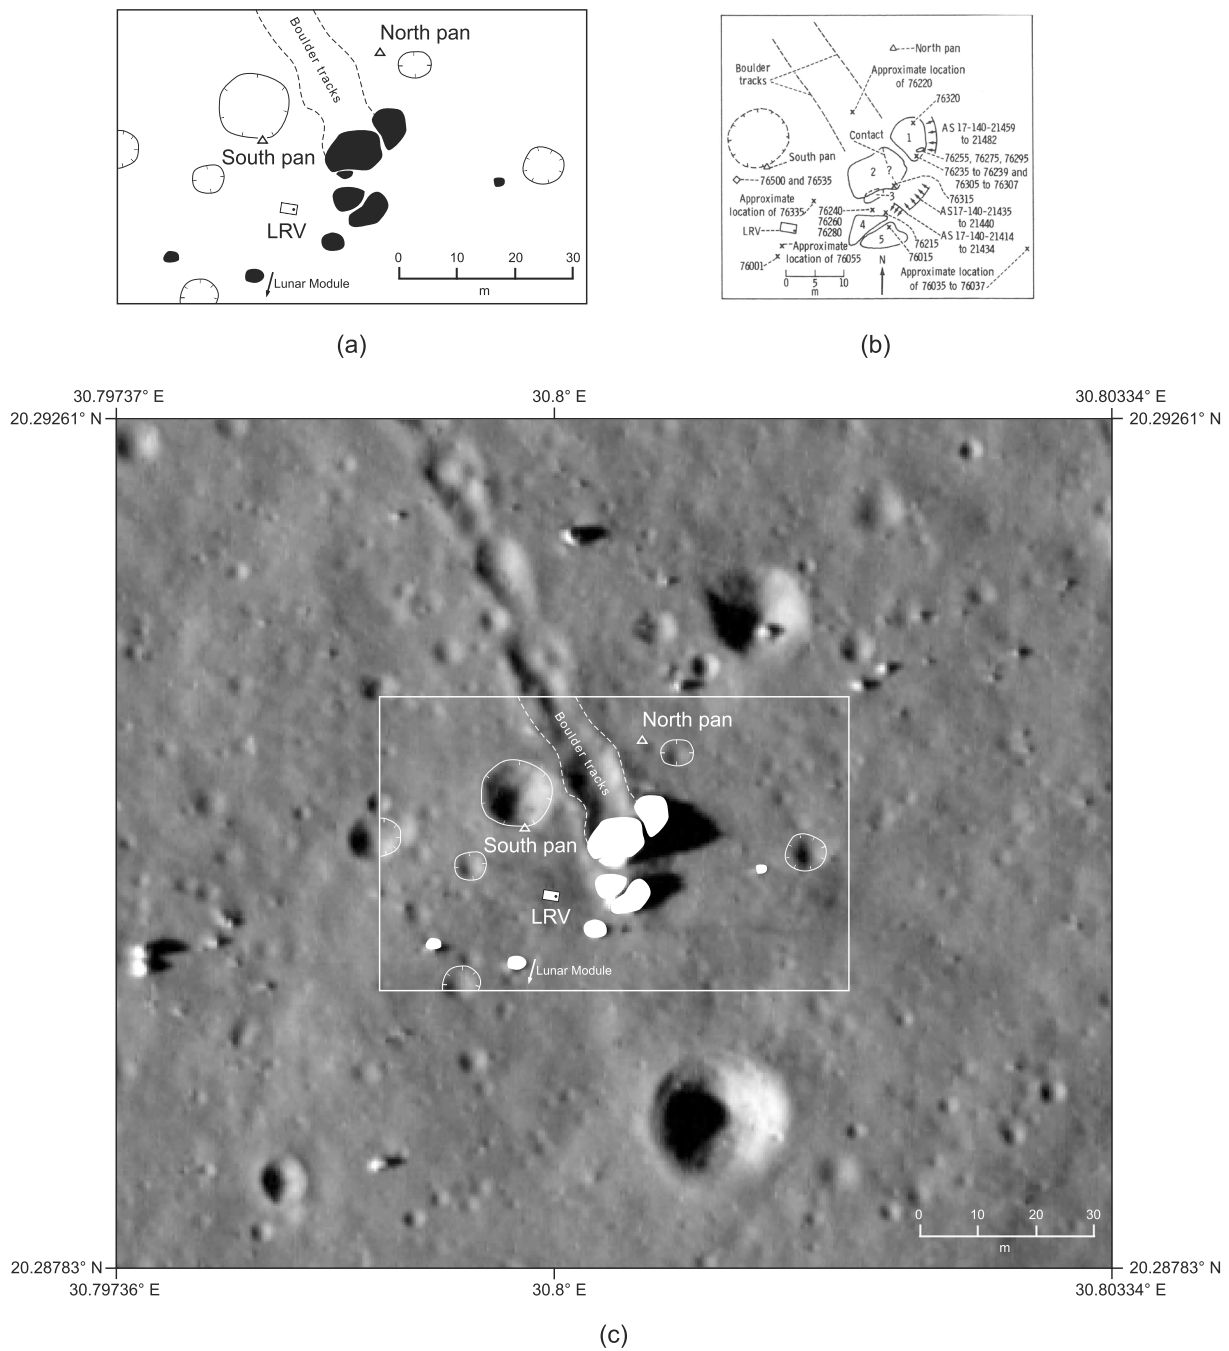 Boulder tracks
North pan
South pan
LRV
Lunar Module
0 10 20 30
m
(a)
North pan
Boulder
tracks
Approximate location
of 76220
76320
Contact
1
AS 17-140-21459
to 21482
South pan
2 ?
76255, 76275, 76295
76235 to 76239 and
76305 to 76307
76500 and 76535
3
76315
Approximate
location of 76335
76240
76260
76280
AS17-140-21435
to 21440
LRV
4
5
AS 17-140-21414
to 21434
Approximate
location of 76055
76215
76015
76001
N
Approximate location
of 76035 to 76037
0 5 10
m
(b)
30.79737° E 30.8° E 30.80334° E
20.29261° N 20.29261° N
Boulder tracks
North pan
South pan
LRV
Lunar Module
0 10 20 30
m
20.28783° N 20.28783° N
30.79736° E 30.8° E 30.80334° E
(c)